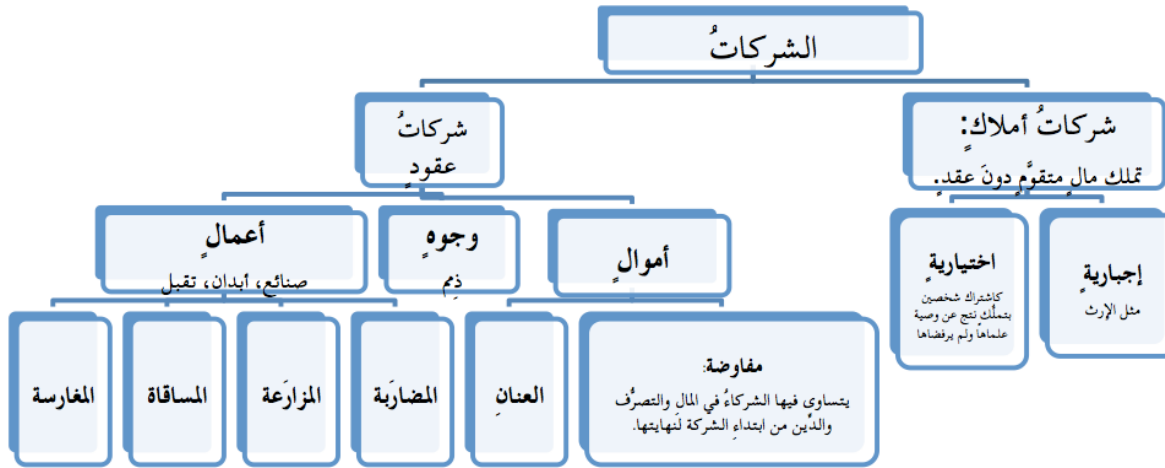 الشركاتُ
شركاتُ أملاكٍ:
تملك مالٍ متقوَّمٍ دونَ عقدٍ.
إجباريةٍ
مثل الإرث
اختياريةٍ
كاشتراك شخصين
بتملُّكٍ نتج عن وصية
علماها ولم يرفضاها
شركاتُ
عقودٍ
أموالٍ
مفاوضة:
يتساوى فيها الشركاءُ في المالِ والتصرُّف
والدَّين من ابتداءِ الشركة لنهايتها.
العنانِ
وجوهٍ
ذِمم
أعمالٍ
صنائع، أبدان، تقبل
المضارَبة
المزارَعة
المساقاة
المغارسة